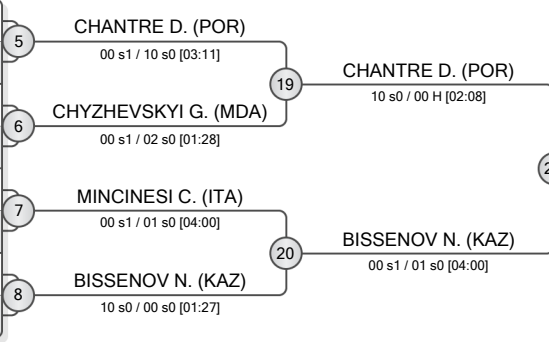 CHANTRE D. (POR)
5
00 s1 / 10 s0 [03:11]
19
CHANTRE D. (POR)
10 s0 / 00 H [02:08]
CHYZHEVSKYI G. (MDA)
6
00 s1 / 02 s0 [01:28]
MINCINESI C. (ITA)
7
00 s1 / 01 s0 [04:00]
20
BISSENOV N. (KAZ)
00 s1 / 01 s0 [04:00]
BISSENOV N. (KAZ)
8
10 s0 / 00 s0 [01:27]